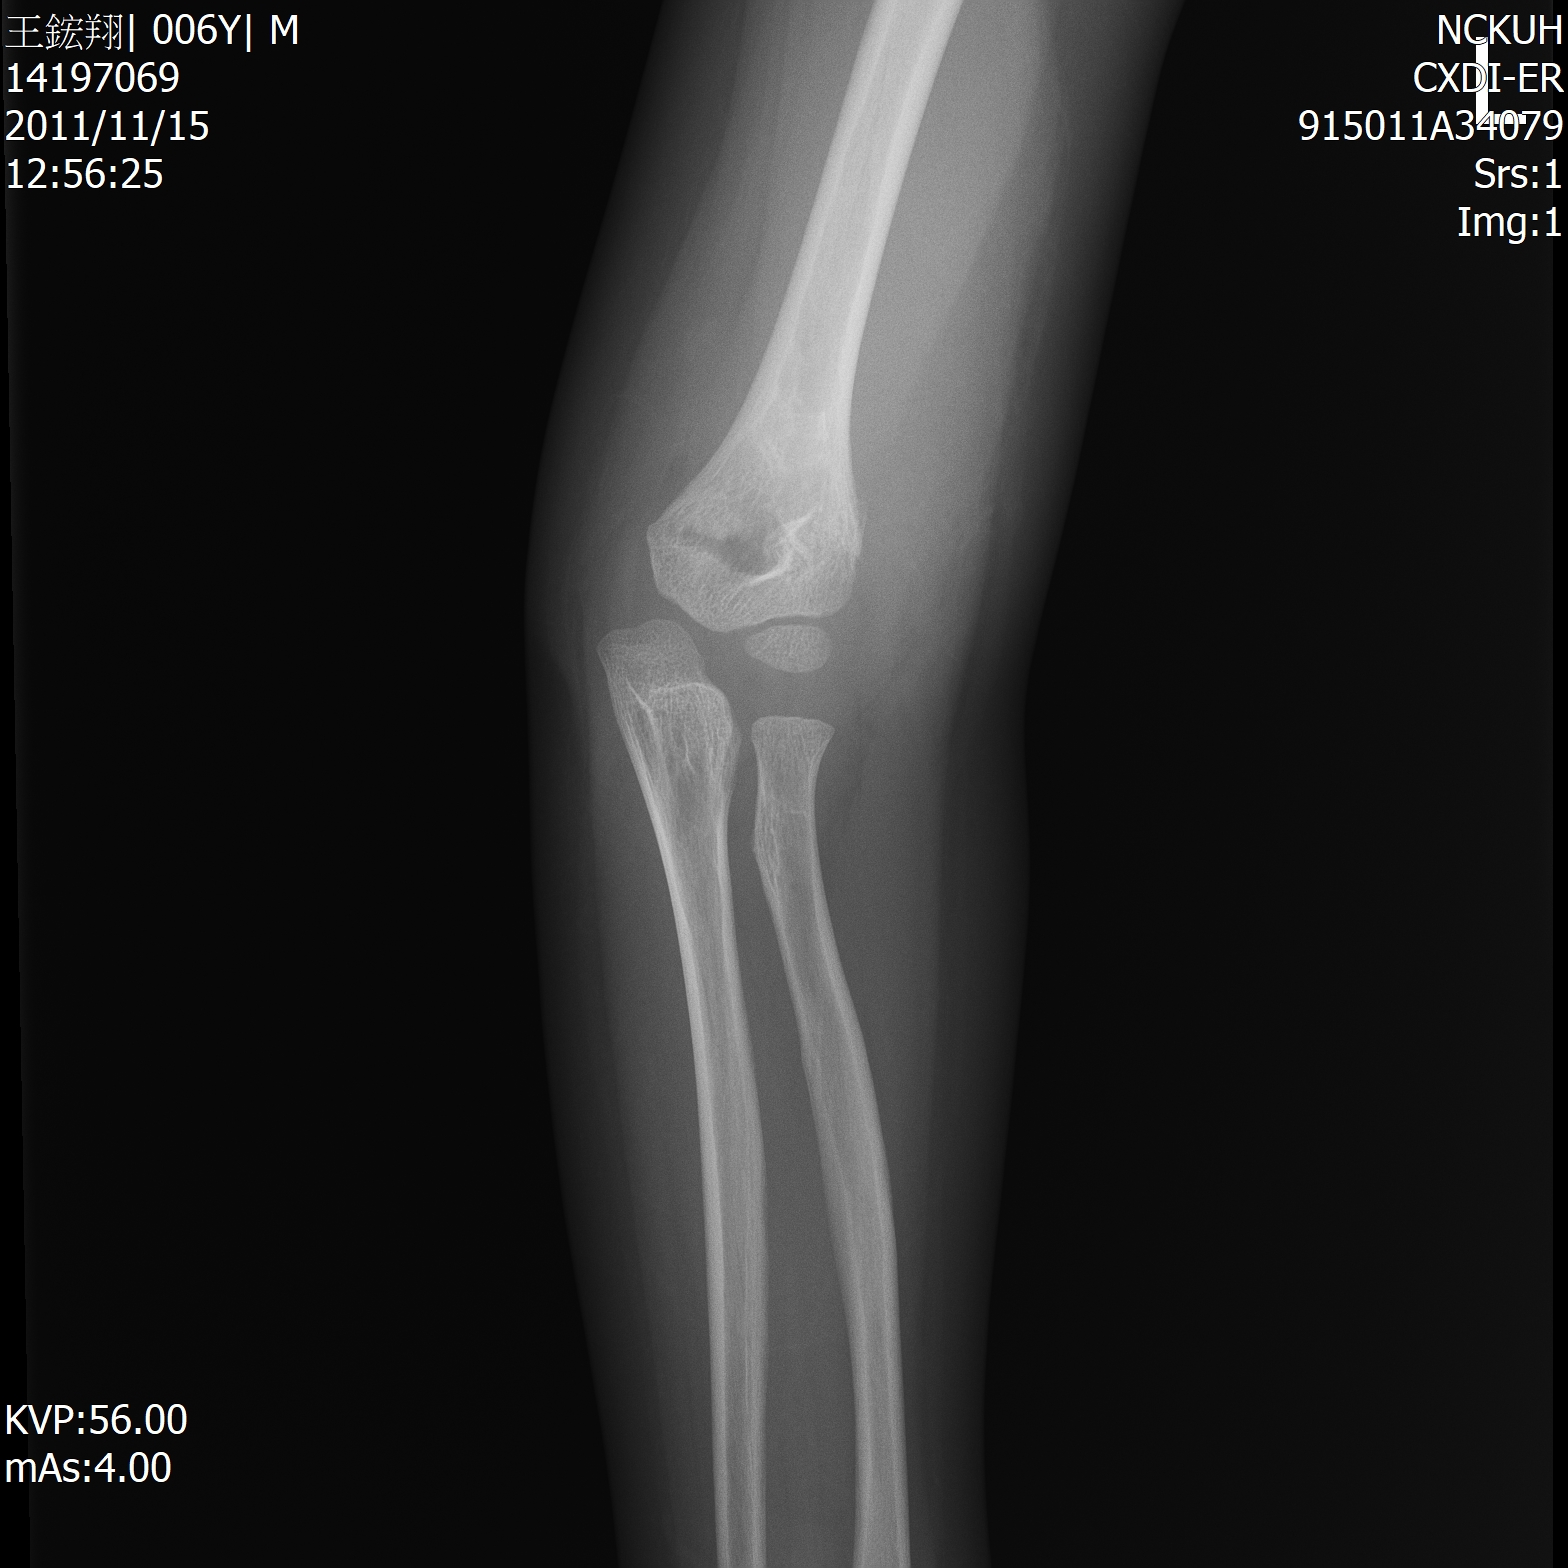 王鋐翔| 006Y| M
14197069
2011/11/15
12:56:25
NCKUH
CXDI-ER
915011A34079
Srs:1
Img:1
L
KVP:56.00
mAs:4.00